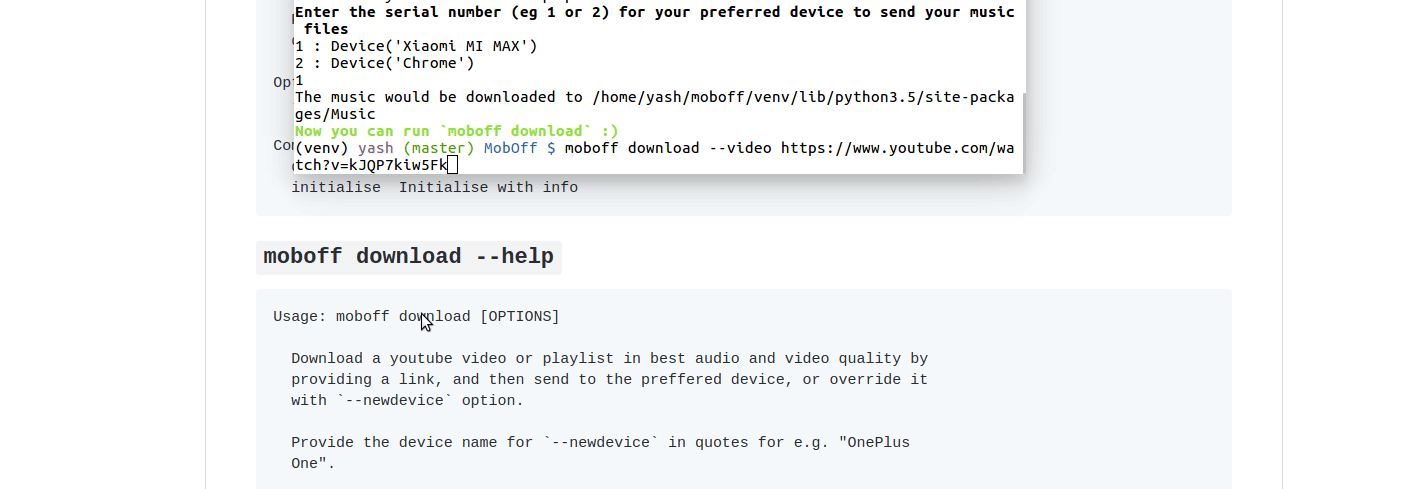 Enter the serial number (eg 1 or 2) for your preferred device to send your music
 files
1 : Device('Xiaomi MI MAX')
2 : Device('Chrome')
1
The music would be downloaded to /home/yash/moboff/venv/lib/python3.5/site-packa
ges/Music
Now you can run `moboff download` :)
(venv) yash (master) MobOff $ moboff download --video https://www.youtube.com/wa
tch?v=kJQP7kiw5Fk
initialise  Initialise with info
moboff download --help
Usage: moboff download [OPTIONS]
Download a youtube video or playlist in best audio and video quality by
providing a link, and then send to the preffered device, or override it
with `--newdevice` option.
Provide the device name for `--newdevice` in quotes for e.g. "OnePlus
One".